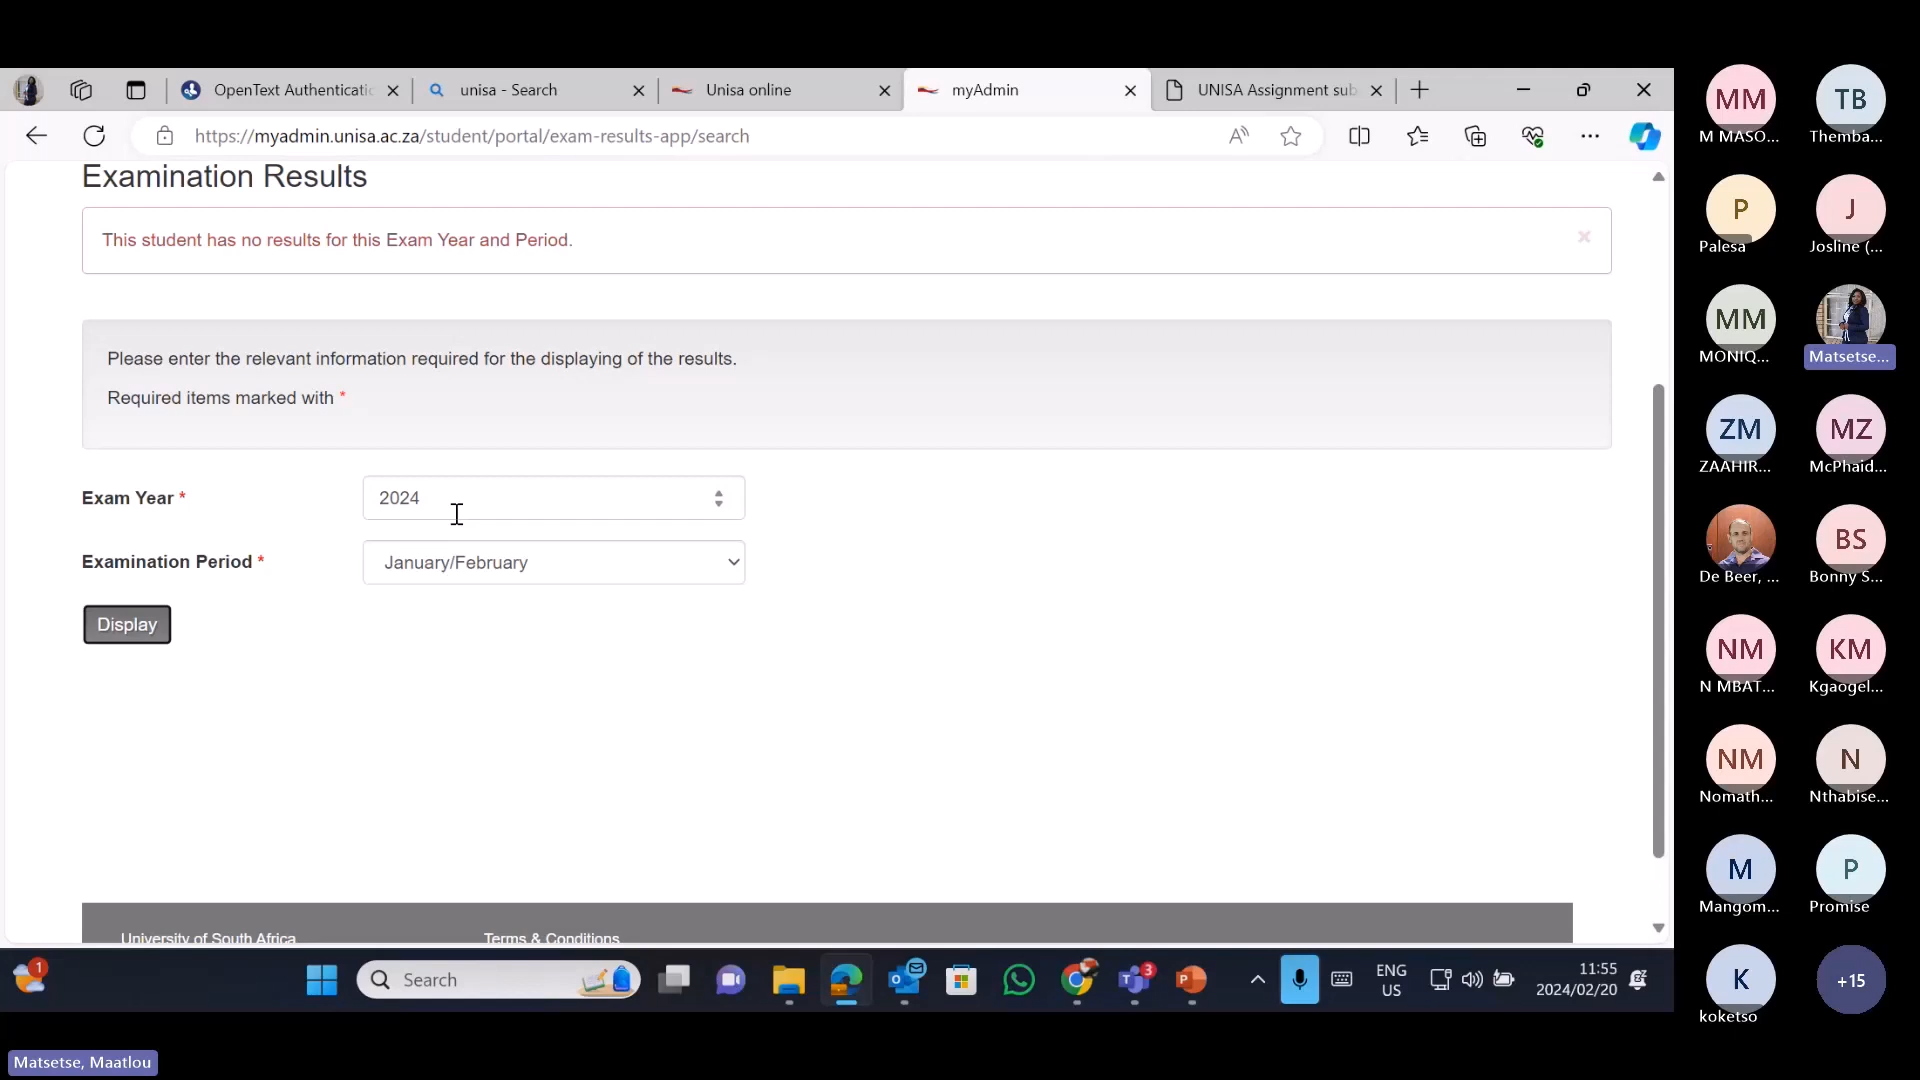 OpenText Authenticatic
unisa - Search
Unisa online
myAdmin
UNISA Assignment sub
https://myadmin.unisa.ac.za/student/portal/exam-results-app/search
Examination Results
This student has no results for this Exam Year and Period.
Please enter the relevant information required for the displaying of the results.
Required items marked with *
Exam Year *
2024
Examination Period *
January/February
Display
University of South Africa
Terms & Conditions
1
Search
3
ENG
US
11:55
2024/02/20
Matsetse, Maatlou
MM
M MASO...
TB
Themba...
P
Palesa
J
Josline (...
MM
MONIQ...
Matsetse...
ZM
ZAAHIR...
MZ
McPhaid...
De Beer, ...
BS
Bonny S...
NM
N MBAT...
KM
Kgaogel...
NM
Nomath...
N
Nthabise...
M
Mangom...
P
Promise
K
koketso
+15